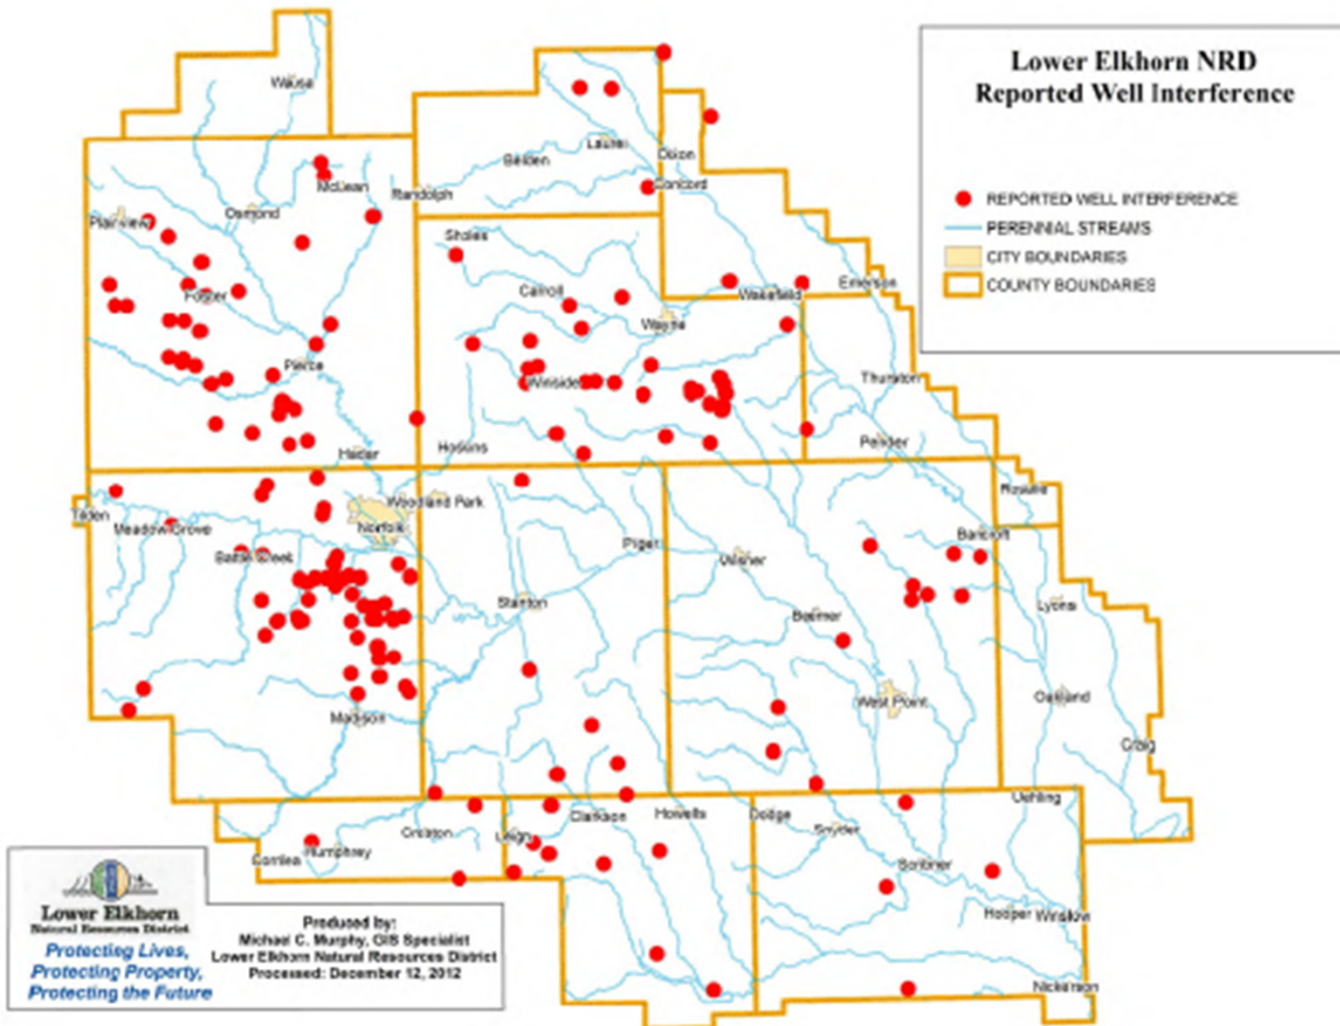 Lower Elkhorn NRD
Reported Well Interference
REPORTED WELL INTERFERENCE
PERENNIAL STREAMS
CITY BOUNDARIES
COUNTY BOUNDARIES
Wausa
Laurel
Dixon
Belden
McLean
Concord
Randolph
Osmond
Plainview
Sholes
Emerson
Carroll
Wakefield
Foster
Wayne
Pierce
Thurston
Winside
Pender
Hoskins
Hadar
Rosalie
Woodland Park
Tilden
Meadow Grove
Norfolk
Bancroft
Pilger
Battle Creek
Wisner
Stanton
Lyons
Beemer
Oakland
West Point
Madison
Craig
Uehling
Clarkson
Howells
Dodge
Creston
Leigh
Snyder
Cornlea
Humphrey
Scribner
Hooper
Winslow
Nickerson
Lower Elkhorn
Natural Resources District
Protecting Lives,
Protecting Property,
Protecting the Future
Produced by:
Michael C. Murphy, GIS Specialist
Lower Elkhorn Natural Resources District
Processed: December 12, 2012